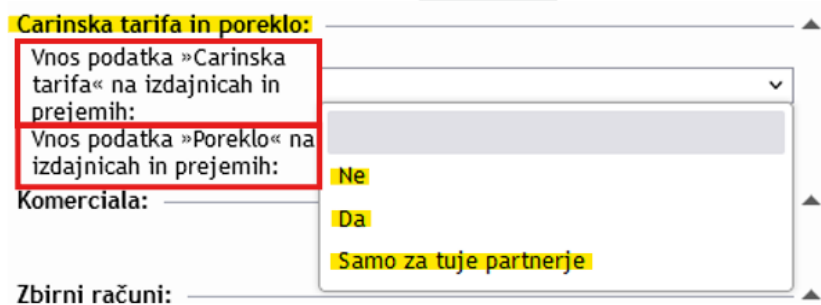 Carinska tarifa in poreklo:
Vnos podatka »Carinska
tarifa« na izdajnicah in
prejemih:
Vnos podatka »Poreklo« na
izdajnicah in prejemih:
Ne
Da
Samo za tuje partnerje
Komerciala:
Zbirni računi: